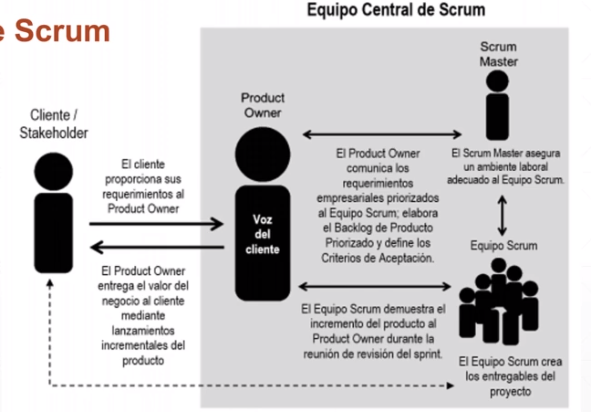 e Scrum
Equipo Central de Scrum
Cliente /
Stakeholder
El cliente
proporciona sus
requerimientos al
Product Owner
El Product Owner
entrega el valor del
negocio al cliente
mediante
lanzamientos
incrementales del
producto
Product
Owner
Voz
del
cliente
El Product Owner
comunica los
requerimientos
empresariales priorizados
al Equipo Scrum; elabora
el Backlog de Producto
Priorizado y define los
Criterios de Aceptación.
El Equipo Scrum demuestra el
incremento del producto al
Product Owner durante la
reunión de revisión del sprint.
Scrum
Master
El Scrum Master asegura
un ambiente laboral
adecuado al Equipo Scrum.
Equipo Scrum
El Equipo Scrum crea
los entregables del
proyecto